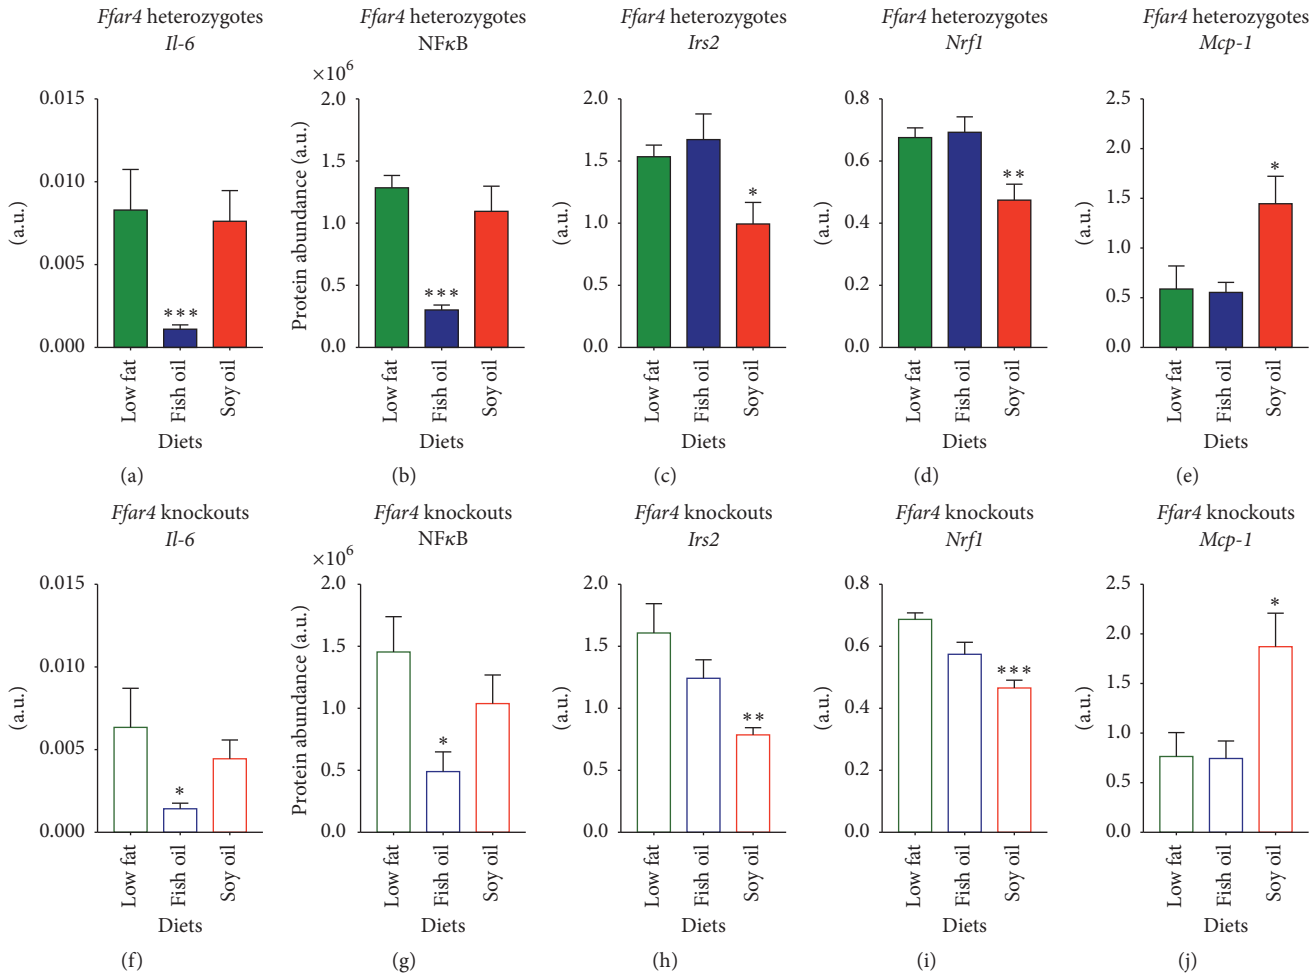 Ffar4 heterozygotes
Il-6
0.015
0.010
0.005
0.000
(a.u.)
Low fat
Fish oil
Soy oil
Diets
***
(a)
Ffar4 heterozygotes
NFκB
×10⁶
2.0
1.5
1.0
0.5
0.0
Protein abundance (a.u.)
Low fat
Fish oil
Soy oil
Diets
***
(b)
Ffar4 heterozygotes
Irs2
2.0
1.5
1.0
0.5
0.0
(a.u.)
Low fat
Fish oil
Soy oil
Diets
*
(c)
Ffar4 heterozygotes
Nrf1
0.8
0.6
0.4
0.2
0.0
(a.u.)
Low fat
Fish oil
Soy oil
Diets
**
(d)
Ffar4 heterozygotes
Mcp-1
2.5
2.0
1.5
1.0
0.5
0.0
(a.u.)
Low fat
Fish oil
Soy oil
Diets
*
(e)
Ffar4 knockouts
Il-6
0.015
0.010
0.005
0.000
(a.u.)
Low fat
Fish oil
Soy oil
Diets
*
(f)
Ffar4 knockouts
NFκB
×10⁶
2.0
1.5
1.0
0.5
0.0
Protein abundance (a.u.)
Low fat
Fish oil
Soy oil
Diets
*
(g)
Ffar4 knockouts
Irs2
2.0
1.5
1.0
0.5
0.0
(a.u.)
Low fat
Fish oil
Soy oil
Diets
**
(h)
Ffar4 knockouts
Nrf1
0.8
0.6
0.4
0.2
0.0
(a.u.)
Low fat
Fish oil
Soy oil
Diets
***
(i)
Ffar4 knockouts
Mcp-1
2.5
2.0
1.5
1.0
0.5
0.0
(a.u.)
Low fat
Fish oil
Soy oil
Diets
*
(j)